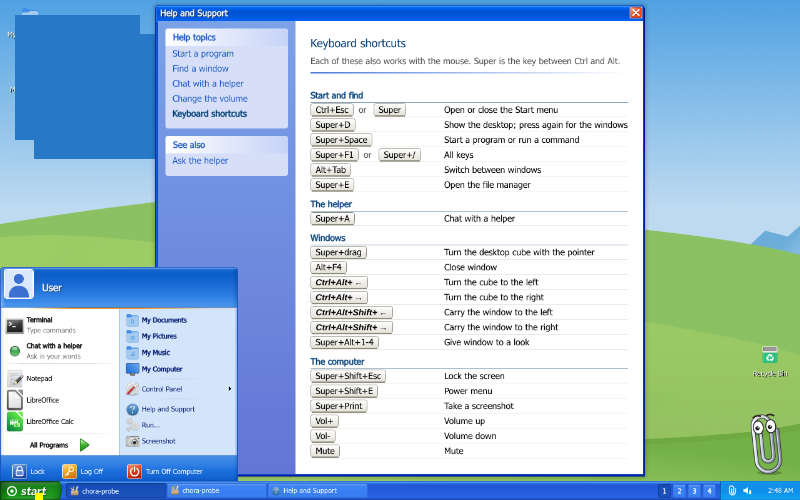 Help and Support
Help topics
Start a program
Find a window
Chat with a helper
Change the volume
Keyboard shortcuts
See also
Ask the helper
Keyboard shortcuts
Each of these also works with the mouse. Super is the key between Ctrl and Alt.
Start and find
Ctrl+Esc or Super Open or close the Start menu
Super+D Show the desktop; press again for the windows
Super+Space Start a program or run a command
Super+F1 or Super+/ All keys
Alt+Tab Switch between windows
Super+E Open the file manager
The helper
Super+A Chat with a helper
Windows
Super+drag Turn the desktop cube with the pointer
Alt+F4 Close window
Ctrl+Alt+ ← Turn the cube to the left
Ctrl+Alt+ → Turn the cube to the right
Ctrl+Alt+Shift+ ← Carry the window to the left
Ctrl+Alt+Shift+ → Carry the window to the right
Super+Alt+1-4 Give window to a look
The computer
Super+Shift+Esc Lock the screen
Super+Shift+E Power menu
Super+Print Take a screenshot
Vol+ Volume up
Vol- Volume down
Mute Mute
User
Terminal
Type commands
Chat with a helper
Ask in your words
Notepad
LibreOffice
LibreOffice Calc
All Programs
My Documents
My Pictures
My Music
My Computer
Control Panel
Help and Support
Run...
Screenshot
Lock Log Off Turn Off Computer
Recycle Bin
start chora-probe chora-probe Help and Support 1 2 3 4 2:48 AM